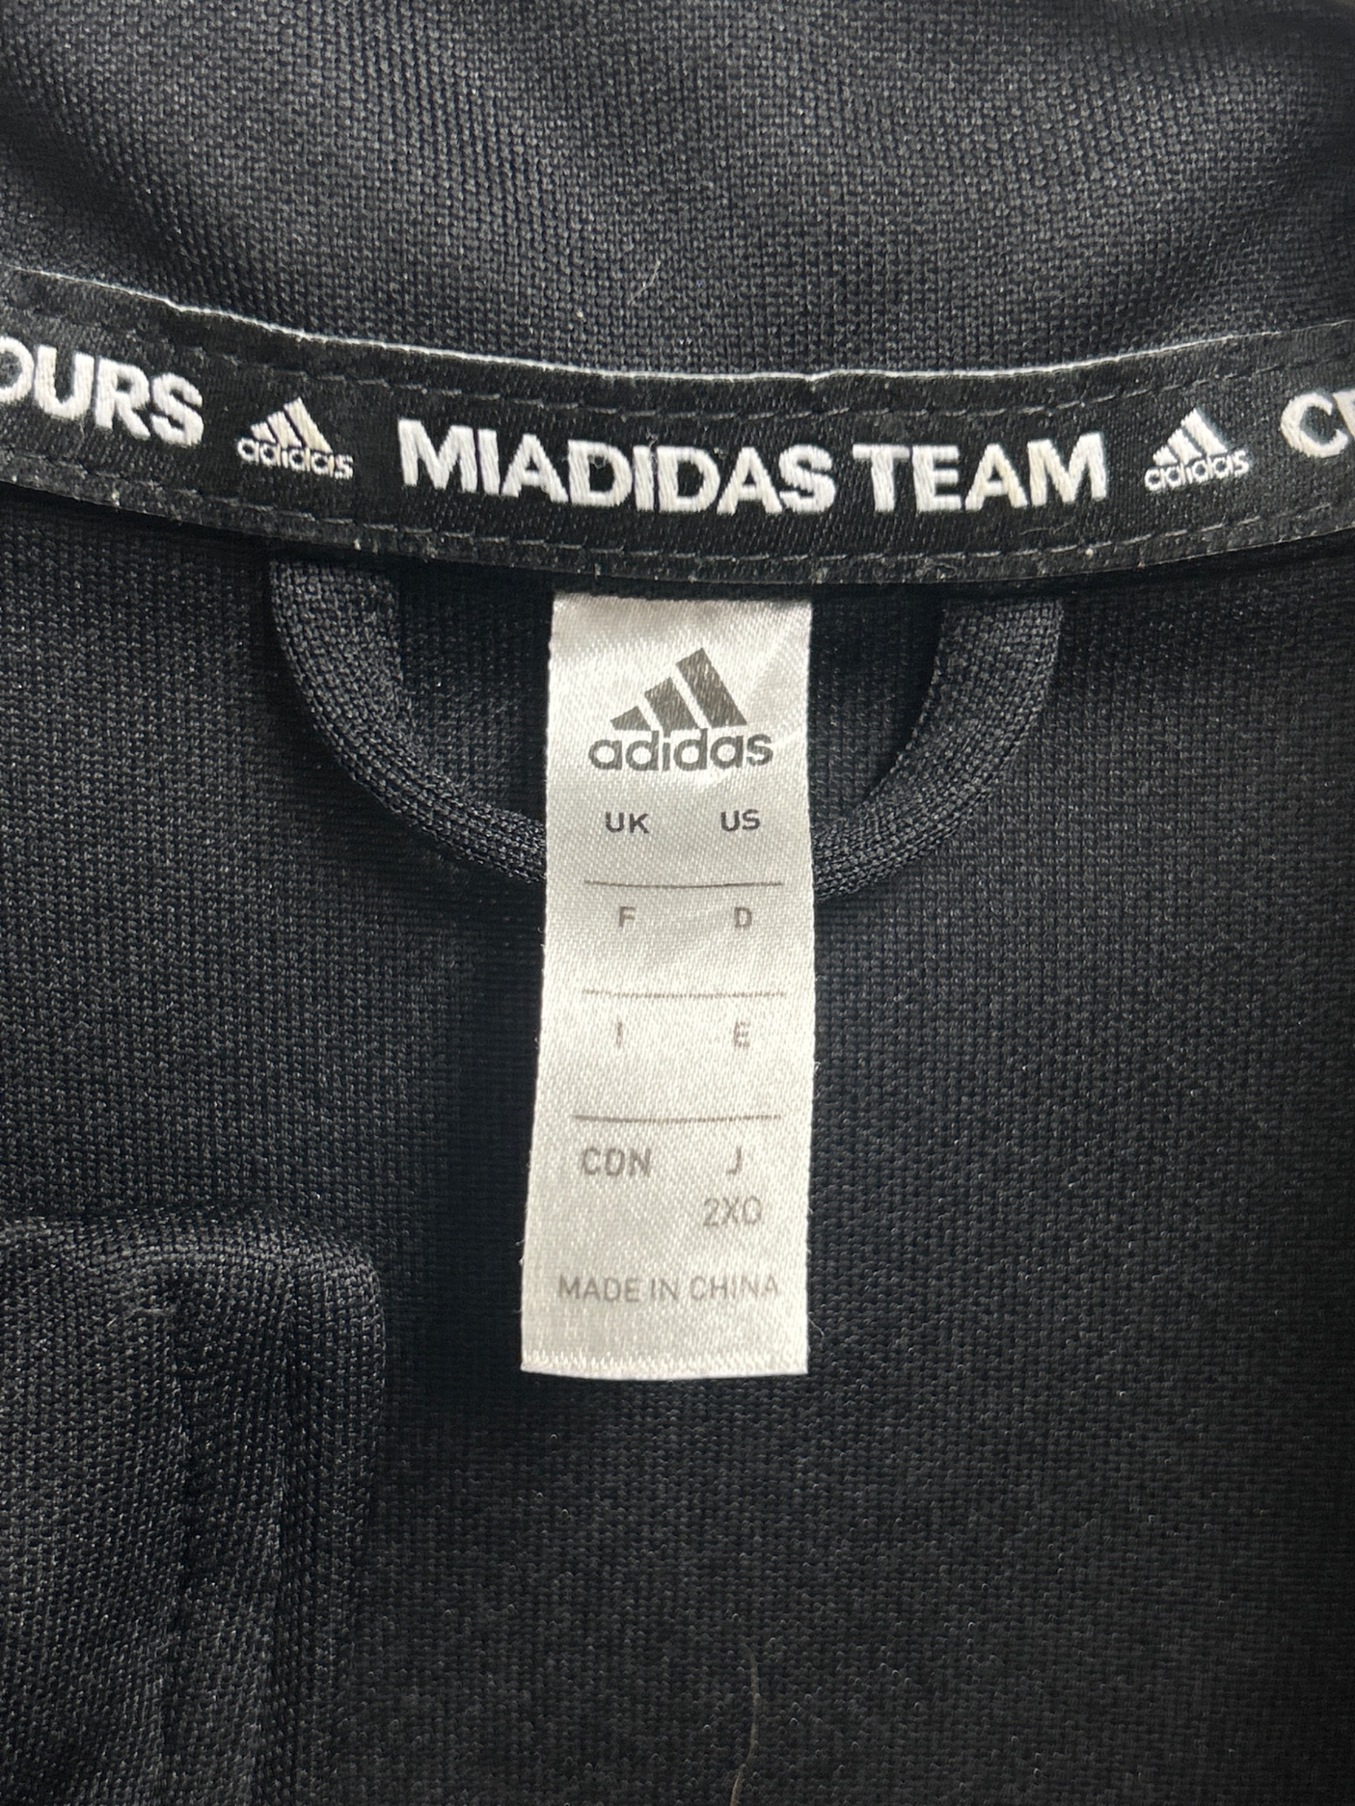 OURS adidas MIADIDAS TEAM adidas
adidas
UK US
F D
I E
CDN J
2XO
MADE IN CHINA